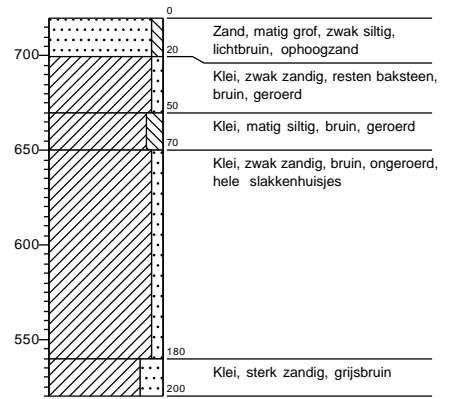 0
Zand, matig grof, zwak siltig,
lichtbruin, ophoogzand
700
20
Klei, zwak zandig, resten baksteen,
bruin, geroerd
50
Klei, matig siltig, bruin, geroerd
70
650
Klei, zwak zandig, bruin, ongeroerd,
hele slakkenhuisjes
600
550
180
Klei, sterk zandig, grijsbruin
200